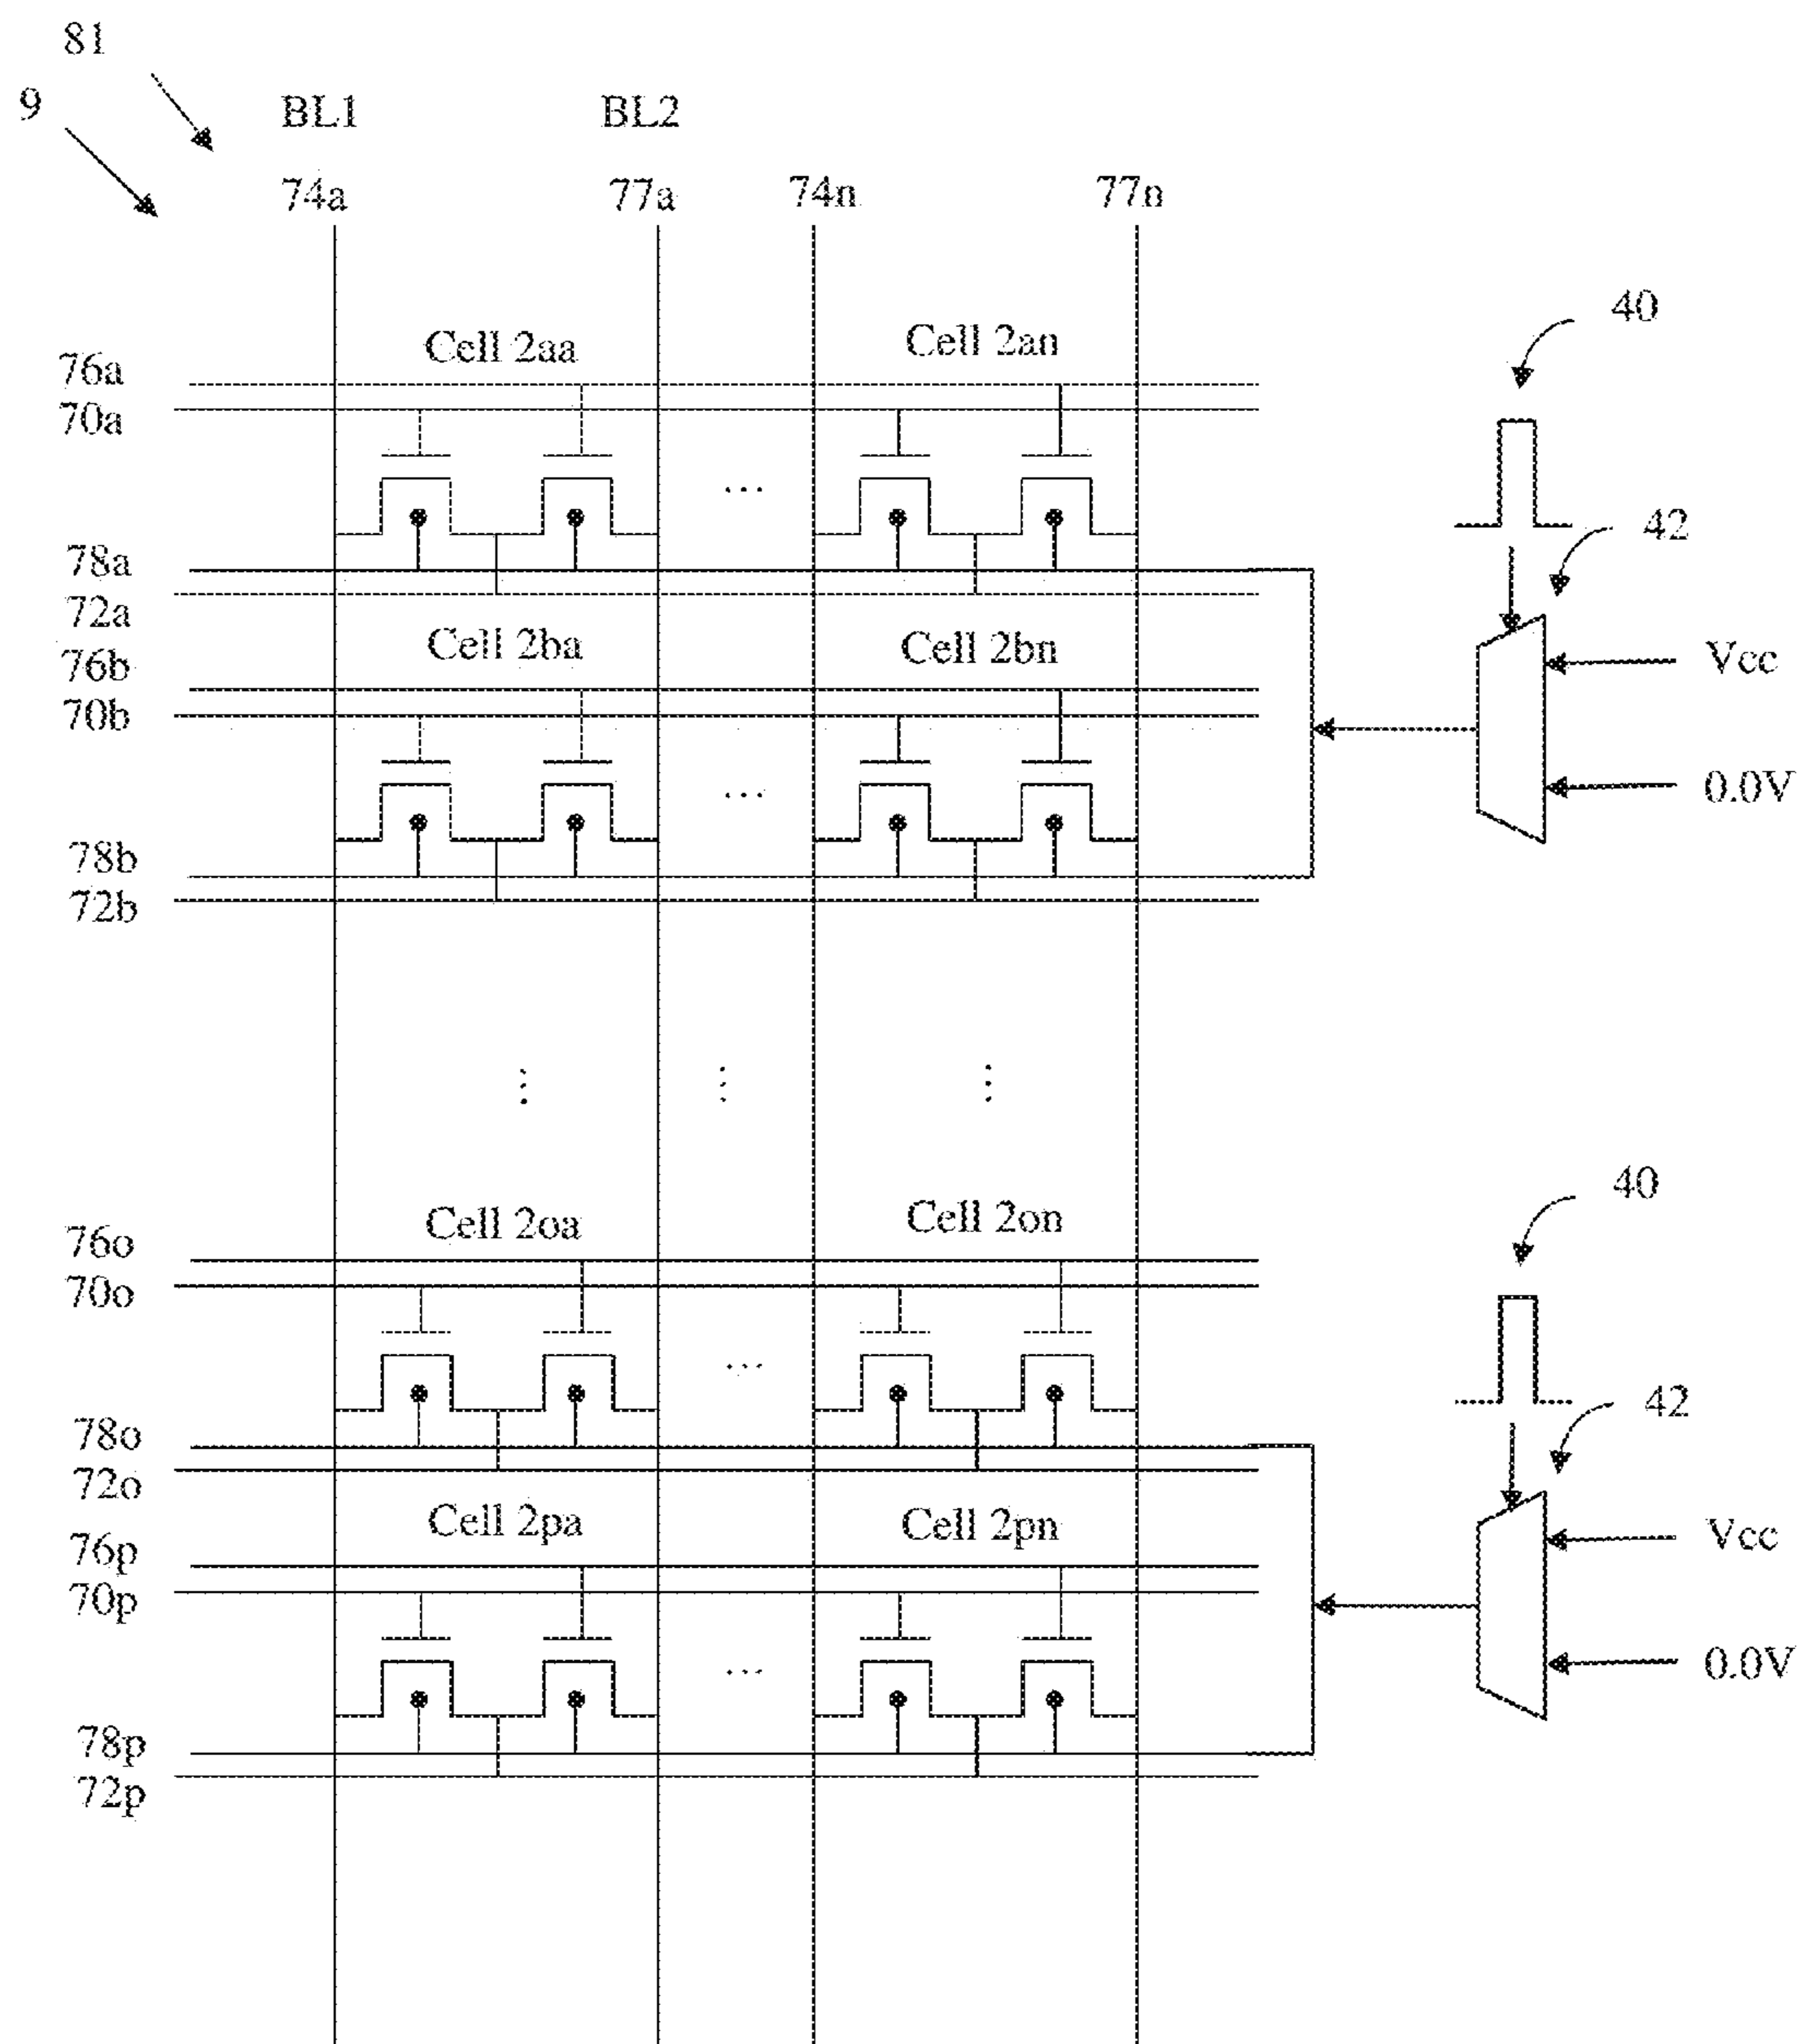 81
9
BL1 BL2
74a 77a 74n 77n
40
Cell 2aa Cell 2an
76a
70a
...
42
78a
72a
Cell 2ba Cell 2bn
76b
Vcc
70b
0.0V
...
78b
72b
40
Cell 2oa Cell 2on
76o
70o
...
42
78o
72o
Cell 2pa Cell 2pn
76p
Vcc
70p
0.0V
...
78p
72p